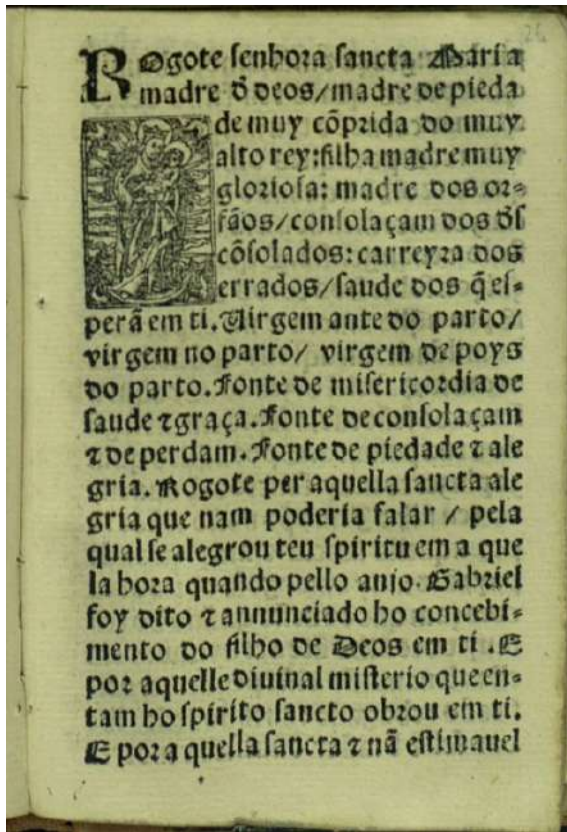 26
ROgote senhora sancta Maria
madre d̃ deos/madre de pieda
de muy cõprida do muy
alto rey:filha madre muy
gloriosa: madre dos or⸗
fãos/consolaçam dos d̃s
cõsolados:carreyra dos
errados/saude dos q̃ es⸗
perã em ti.Uirgem ante do parto/
virgem no parto/ virgem de poys
do parto.Fonte de misericordia de
saude ⁊ graça.Fonte de consolaçam
⁊ de perdam.Fonte de piedade ⁊ ale
gria.Rogote per aquella sancta ale
gria que nam poderia falar / pela
qual se alegrou teu spiritu em a que
la hora quando pello anjo.Gabriel
foy dito ⁊ annunciado ho concebi⸗
mento do filho de Deos em ti .E
por aquelle diuinal misterio que en⸗
tam ho spirito sancto obrou em ti.
E por a quella sancta ⁊ nã estimauel